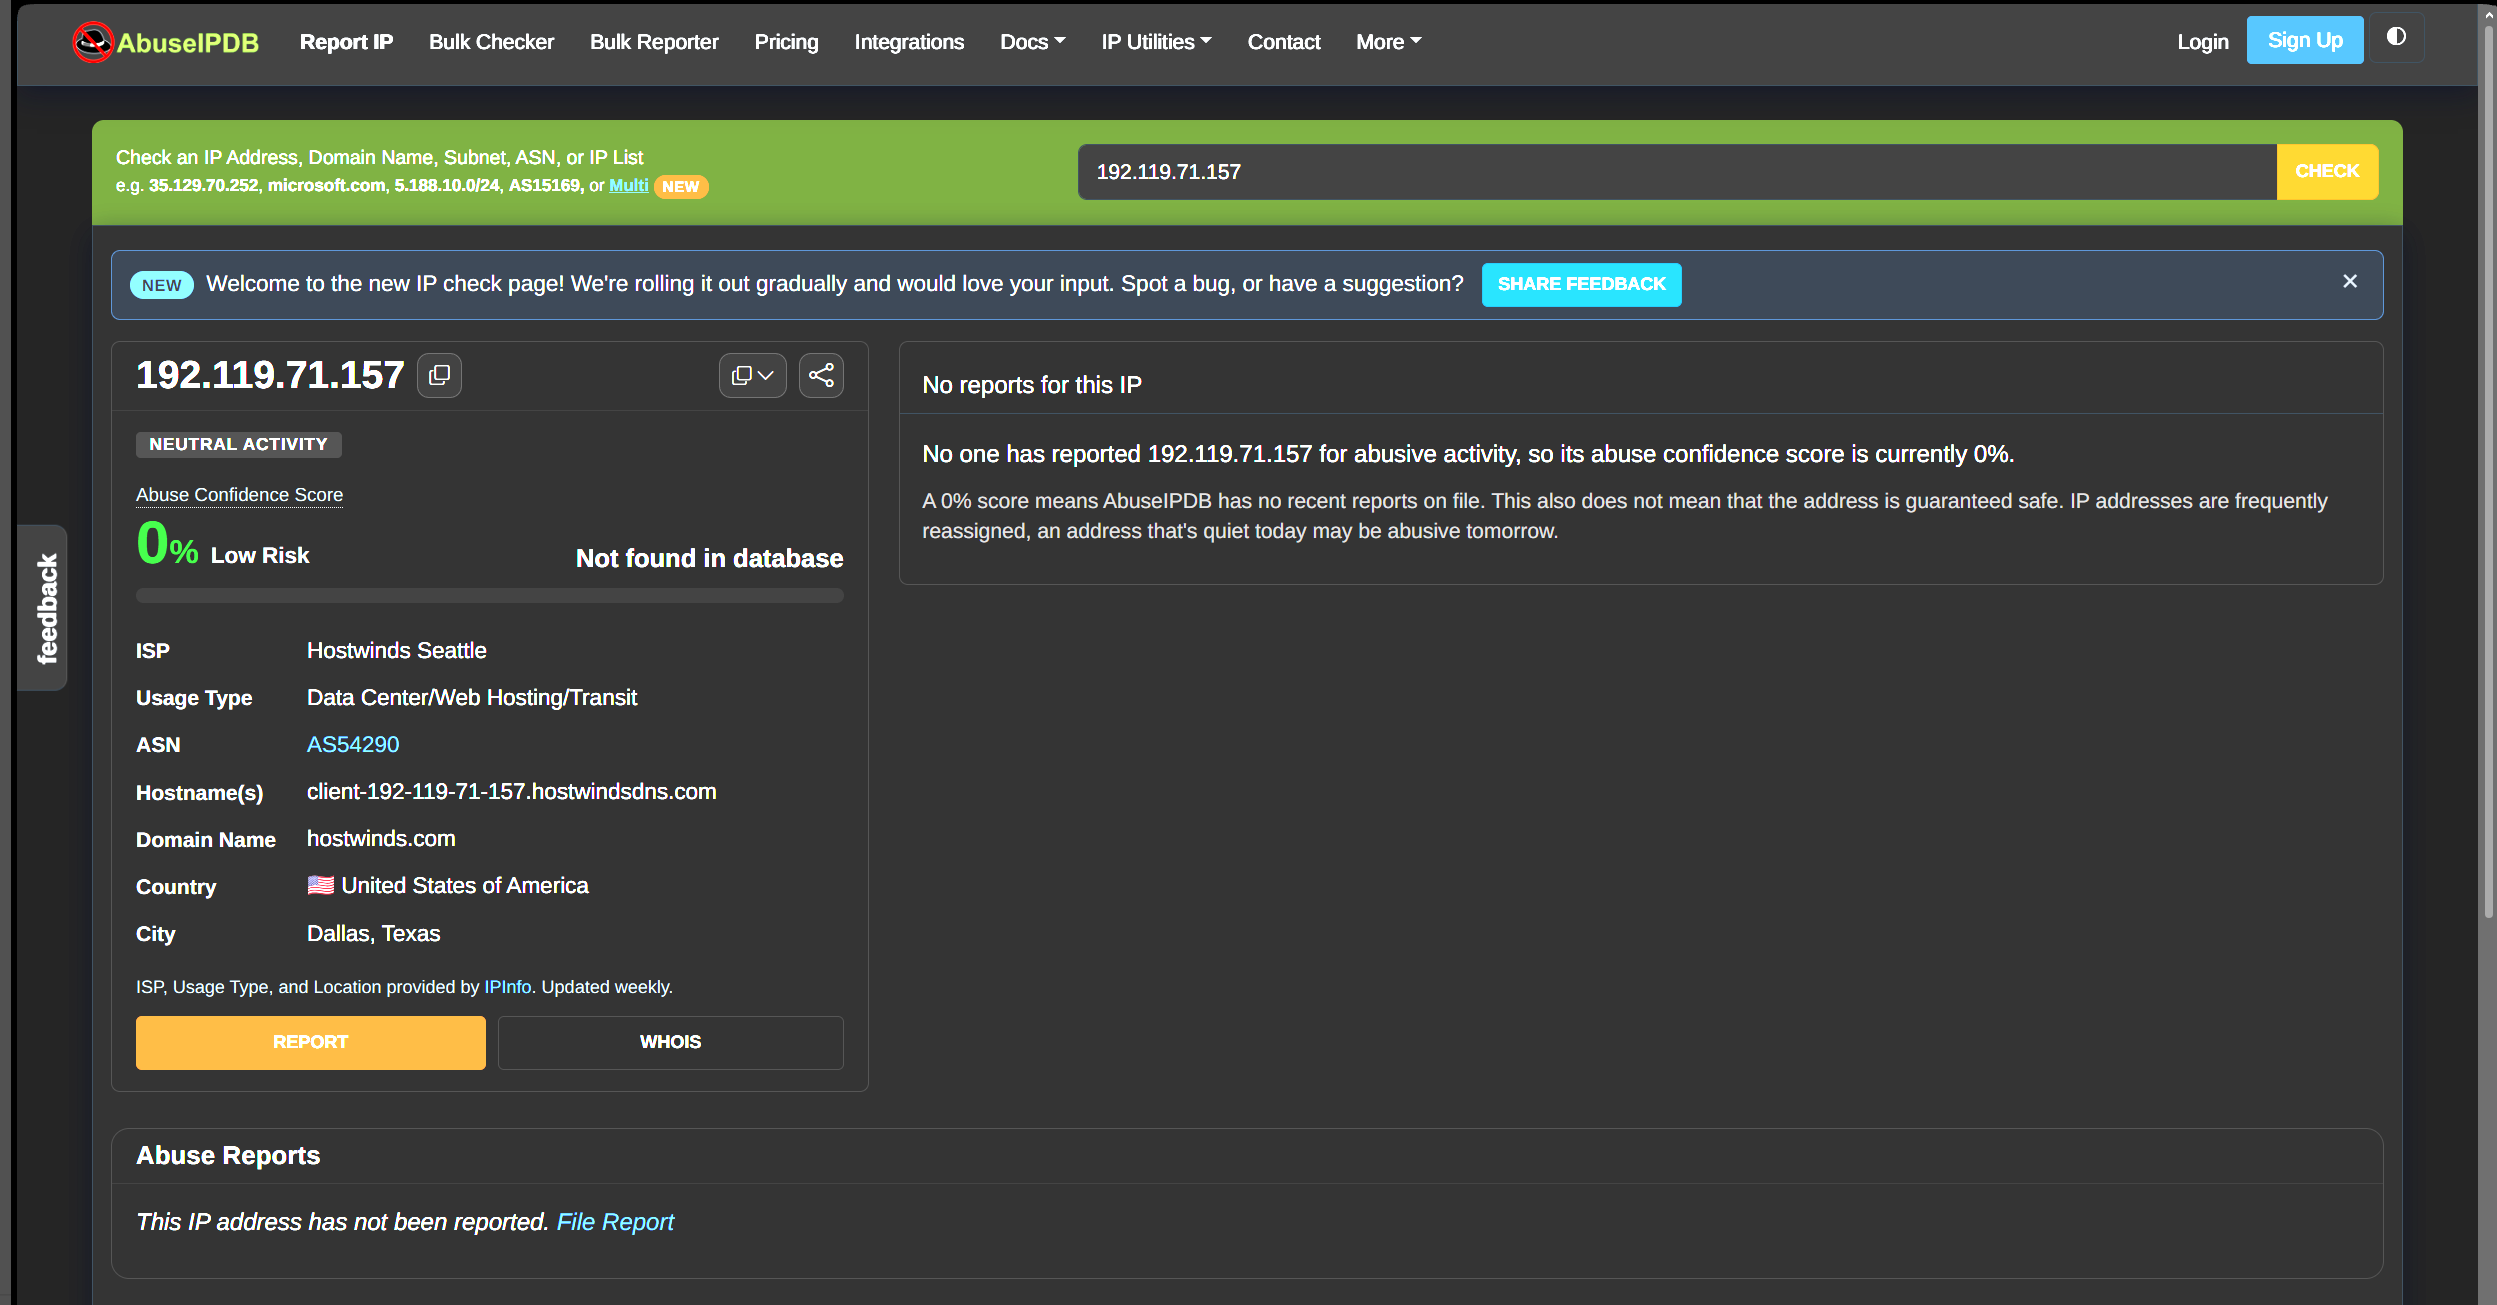 AbuseIPDB Report IP Bulk Checker Bulk Reporter Pricing Integrations Docs IP Utilities Contact More Login Sign Up
Check an IP Address, Domain Name, Subnet, ASN, or IP List
e.g. 35.129.70.252, microsoft.com, 5.188.10.0/24, AS15169, or Multi NEW
192.119.71.157 CHECK
NEW Welcome to the new IP check page! We're rolling it out gradually and would love your input. Spot a bug, or have a suggestion? SHARE FEEDBACK
192.119.71.157
NEUTRAL ACTIVITY
Abuse Confidence Score
0% Low Risk Not found in database
ISP Hostwinds Seattle
Usage Type Data Center/Web Hosting/Transit
ASN AS54290
Hostname(s) client-192-119-71-157.hostwindsdns.com
Domain Name hostwinds.com
Country United States of America
City Dallas, Texas
ISP, Usage Type, and Location provided by IPInfo. Updated weekly.
REPORT WHOIS
No reports for this IP
No one has reported 192.119.71.157 for abusive activity, so its abuse confidence score is currently 0%.
A 0% score means AbuseIPDB has no recent reports on file. This also does not mean that the address is guaranteed safe. IP addresses are frequently
reassigned, an address that's quiet today may be abusive tomorrow.
Abuse Reports
This IP address has not been reported. File Report
feedback